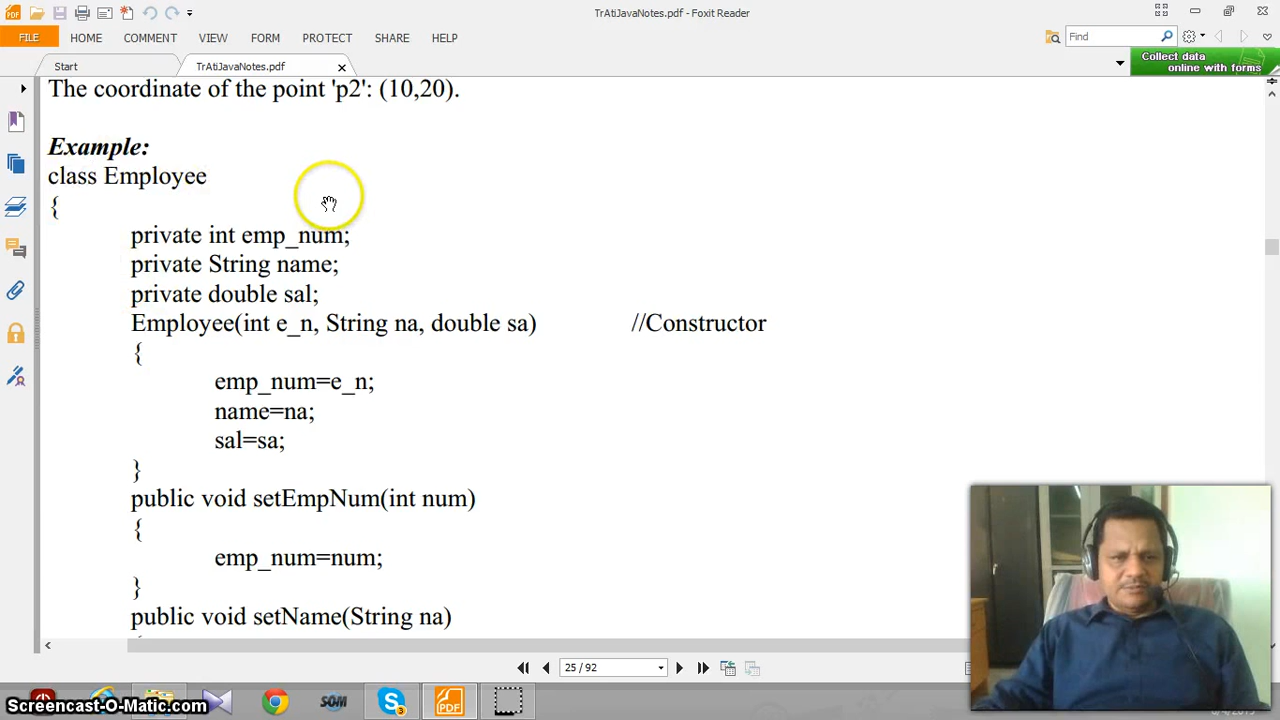 TrAtiJavaNotes.pdf - Foxit Reader
FILE HOME COMMENT VIEW FORM PROTECT SHARE HELP
Find
Start TrAtiJavaNotes.pdf
Collect data
online with forms
The coordinate of the point 'p2': (10,20).
Example:
class Employee
{
private int emp_num;
private String name;
private double sal;
Employee(int e_n, String na, double sa) //Constructor
{
emp_num=e_n;
name=na;
sal=sa;
}
public void setEmpNum(int num)
{
emp_num=num;
}
public void setName(String na)
25 / 92
SOM
Screencast-O-Matic.com